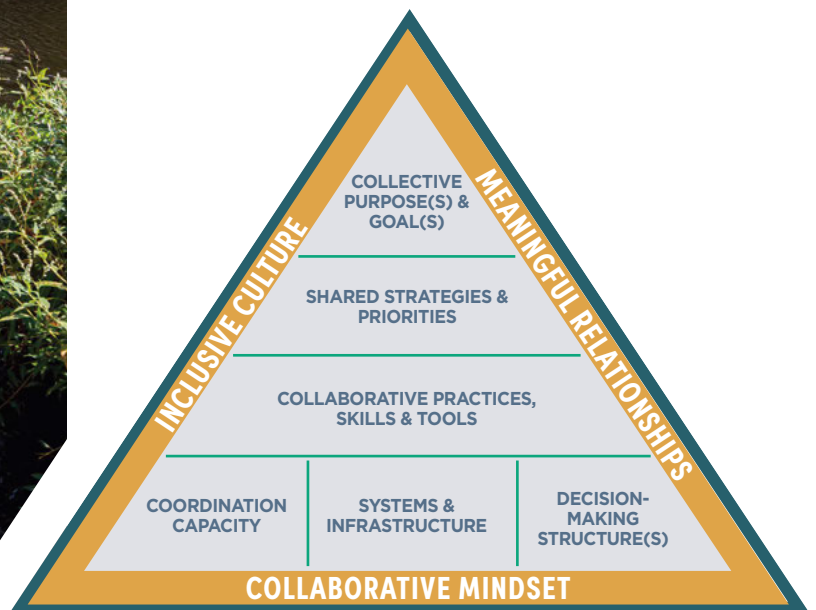 COLLECTIVE
PURPOSE(S) &
GOAL(S)
INCLUSIVE CULTURE
MEANINGFUL RELATIONSHIPS
SHARED STRATEGIES &
PRIORITIES
COLLABORATIVE PRACTICES,
SKILLS & TOOLS
COORDINATION
CAPACITY
SYSTEMS &
INFRASTRUCTURE
DECISION-
MAKING
STRUCTURE(S)
COLLABORATIVE MINDSET